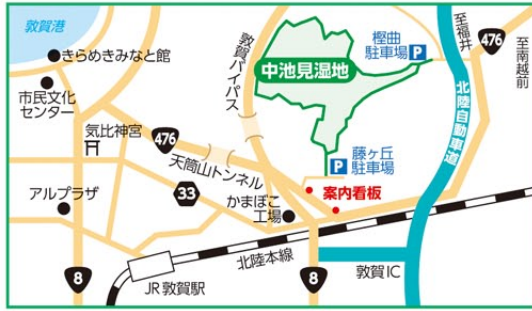 敦賀港
きらめきみなと館
市民文化
センター
気比神宮
476
天筒山トンネル
敦賀バイパス
中池見湿地
樫曲
駐車場
P
至福井
476
至南越前
北陸自動車道
藤ヶ丘
駐車場
P
案内看板
33
かまぼこ
工場
アルプラザ
8
JR敦賀駅
北陸本線
8
敦賀IC